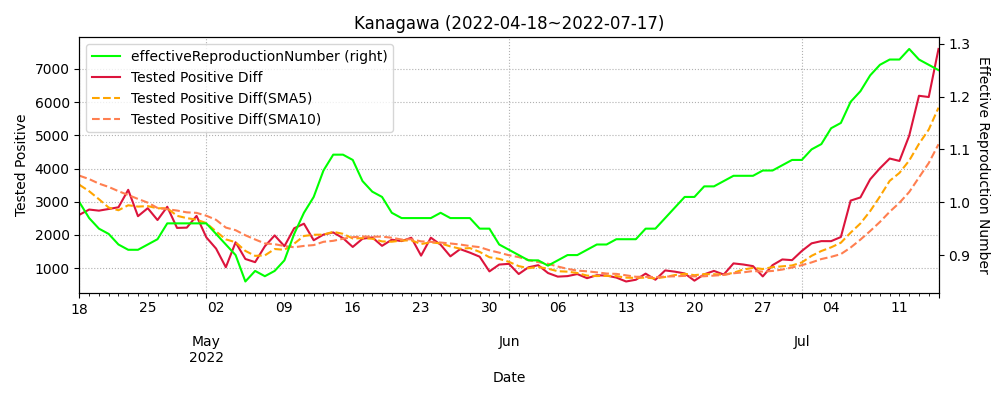 Kanagawa (2022-04-18~2022-07-17)
effectiveReproductionNumber (right)
Tested Positive Diff
Tested Positive Diff(SMA5)
Tested Positive Diff(SMA10)
Tested Positive
7000
6000
5000
4000
3000
2000
1000
1.3
1.2
1.1
1.0
0.9
Effective Reproduction Number
18 25 02 09 16 23 30 06 13 20 27 04 11
May Jun Jul
2022
Date